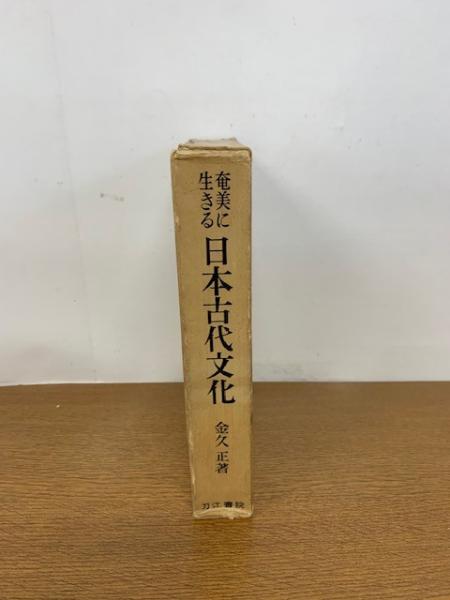 奄美に
生きる
日本古代文化
金久 正著
刀江書院